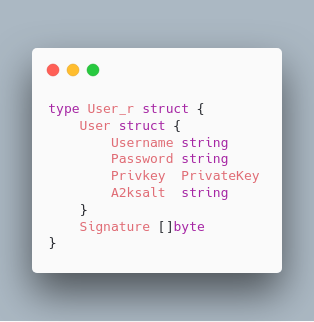 type User_r struct {
    User struct {
        Username string
        Password string
        Privkey  PrivateKey
        A2ksalt  string
    }
    Signature []byte
}